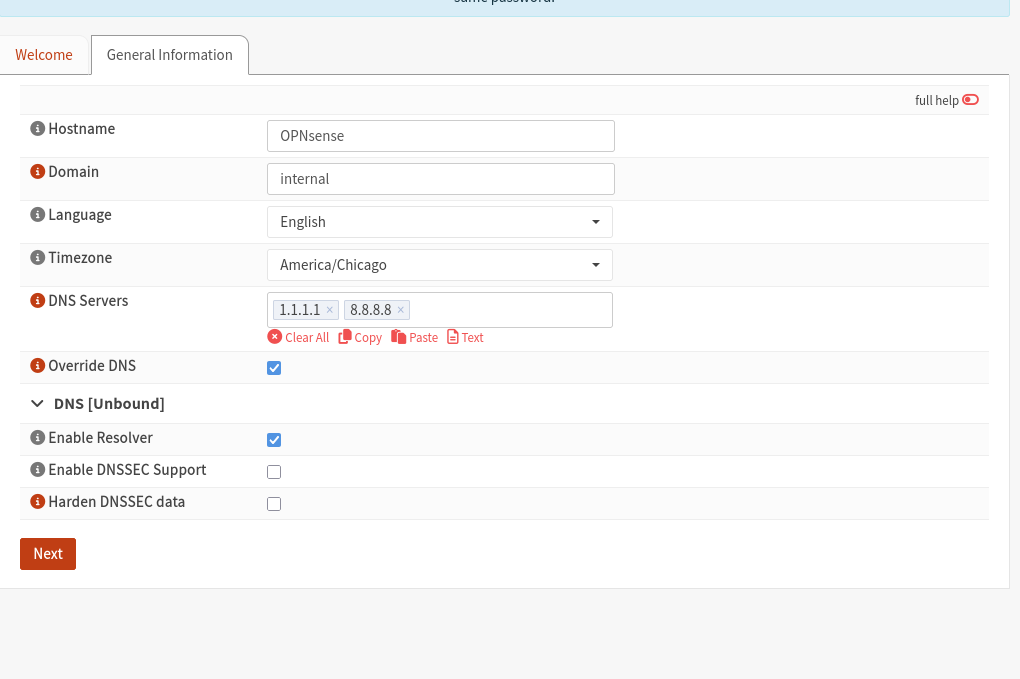 same password.
Welcome General Information
full help
Hostname OPNsense
Domain internal
Language English
Timezone America/Chicago
DNS Servers 1.1.1.1 × 8.8.8.8 ×
Clear All Copy Paste Text
Override DNS
DNS [Unbound]
Enable Resolver
Enable DNSSEC Support
Harden DNSSEC data
Next